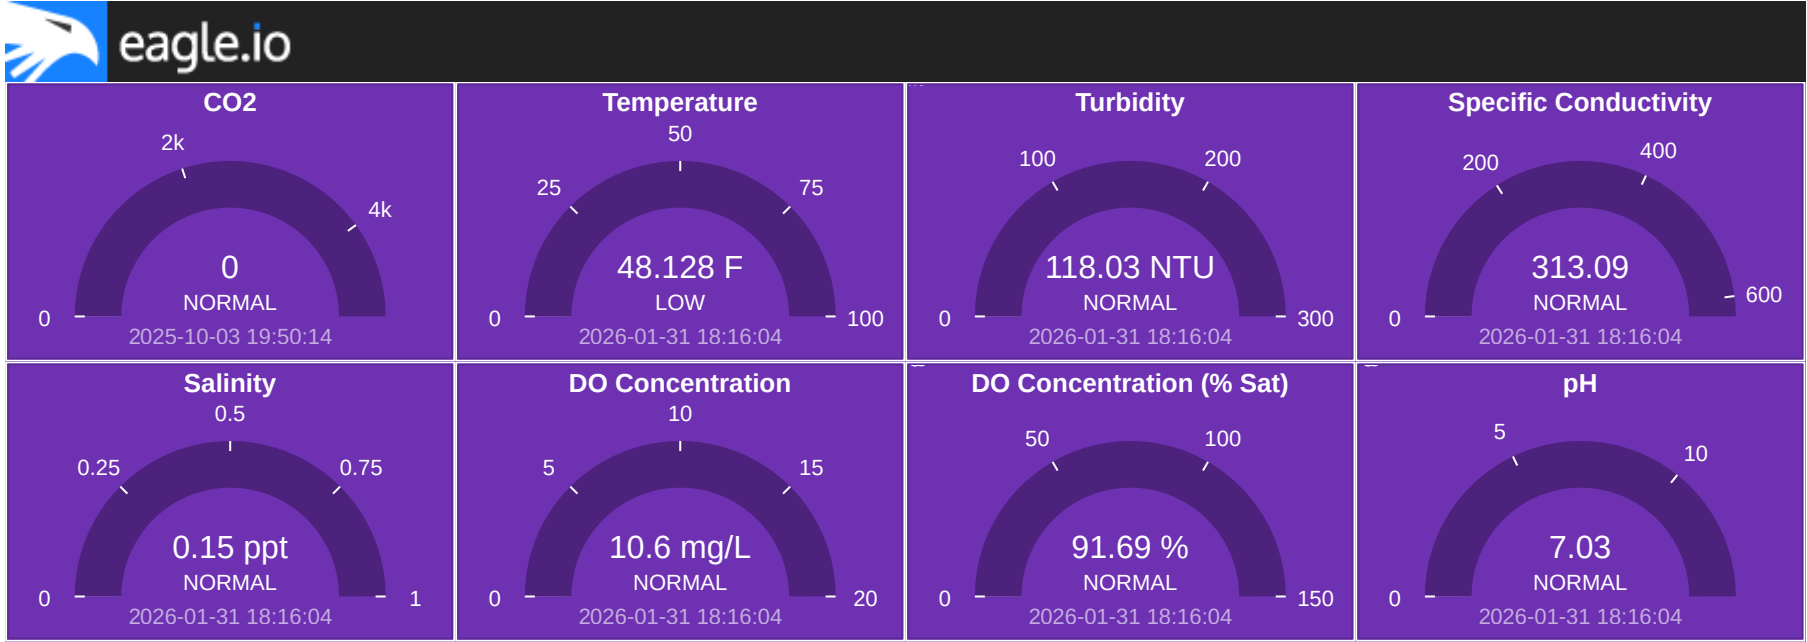 eagle.io
CO2
2k
4k
0
0
NORMAL
2025-10-03 19:50:14
Temperature
50
25
75
48.128 F
LOW
0
100
2026-01-31 18:16:04
Turbidity
100
200
118.03 NTU
NORMAL
0
300
2026-01-31 18:16:04
Specific Conductivity
400
200
600
313.09
NORMAL
0
2026-01-31 18:16:04
Salinity
0.5
0.25
0.75
0.15 ppt
NORMAL
0
1
2026-01-31 18:16:04
DO Concentration
10
5
15
10.6 mg/L
NORMAL
0
20
2026-01-31 18:16:04
DO Concentration (% Sat)
50
100
91.69 %
NORMAL
0
150
2026-01-31 18:16:04
pH
5
10
7.03
NORMAL
0
2026-01-31 18:16:04